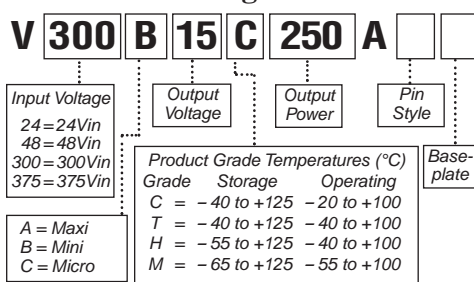 V 300 B 15 C 250 A
Input Voltage
24=24Vin
48=48Vin
300=300Vin
375=375Vin
Output
Voltage
Output
Power
Pin
Style
Base-
plate
Product Grade Temperatures (°C)
Grade Storage Operating
C = – 40 to +125 – 20 to +100
T = – 40 to +125 – 40 to +100
H = – 55 to +125 – 40 to +100
M = – 65 to +125 – 55 to +100
A = Maxi
B = Mini
C = Micro